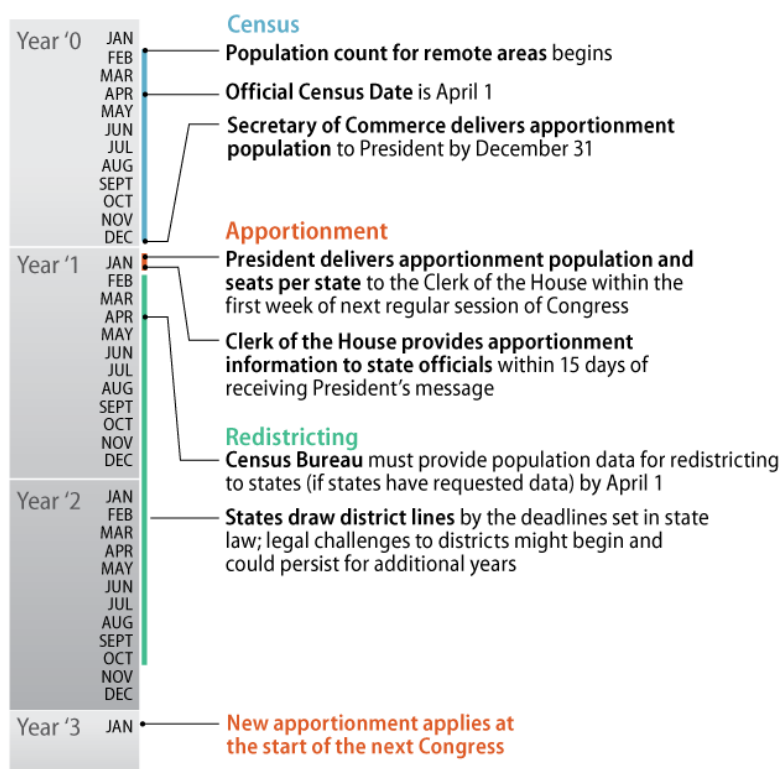 Census
Year ‘0
JAN
FEB
MAR
APR
MAY
JUN
JUL
AUG
SEPT
OCT
NOV
DEC
Population count for remote areas begins
Official Census Date is April 1
Secretary of Commerce delivers apportionment
population to President by December 31
Apportionment
Year ‘1
JAN
FEB
MAR
APR
MAY
JUN
JUL
AUG
SEPT
OCT
NOV
DEC
President delivers apportionment population and
seats per state to the Clerk of the House within the
first week of next regular session of Congress
Clerk of the House provides apportionment
information to state officials within 15 days of
receiving President’s message
Redistricting
Census Bureau must provide population data for redistricting
to states (if states have requested data) by April 1
Year ‘2
JAN
FEB
MAR
APR
MAY
JUN
JUL
AUG
SEPT
OCT
NOV
DEC
States draw district lines by the deadlines set in state
law; legal challenges to districts might begin and
could persist for additional years
Year ‘3
JAN
New apportionment applies at
the start of the next Congress